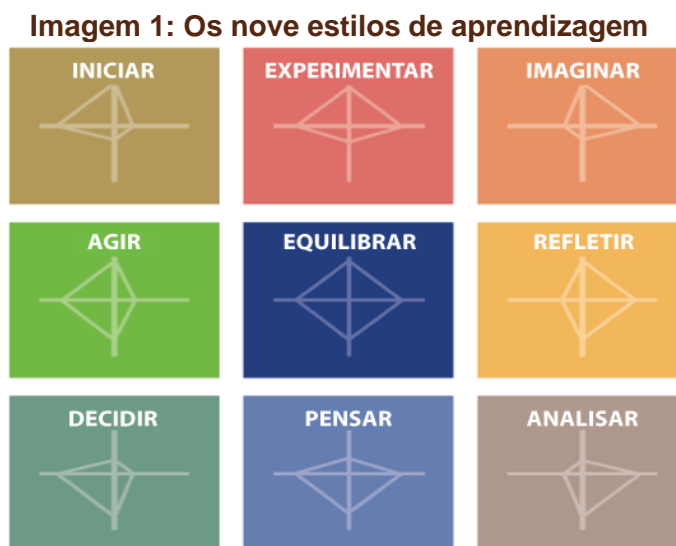 Imagem 1: Os nove estilos de aprendizagem
INICIAR
EXPERIMENTAR
IMAGINAR
AGIR
EQUILIBRAR
REFLETIR
DECIDIR
PENSAR
ANALISAR